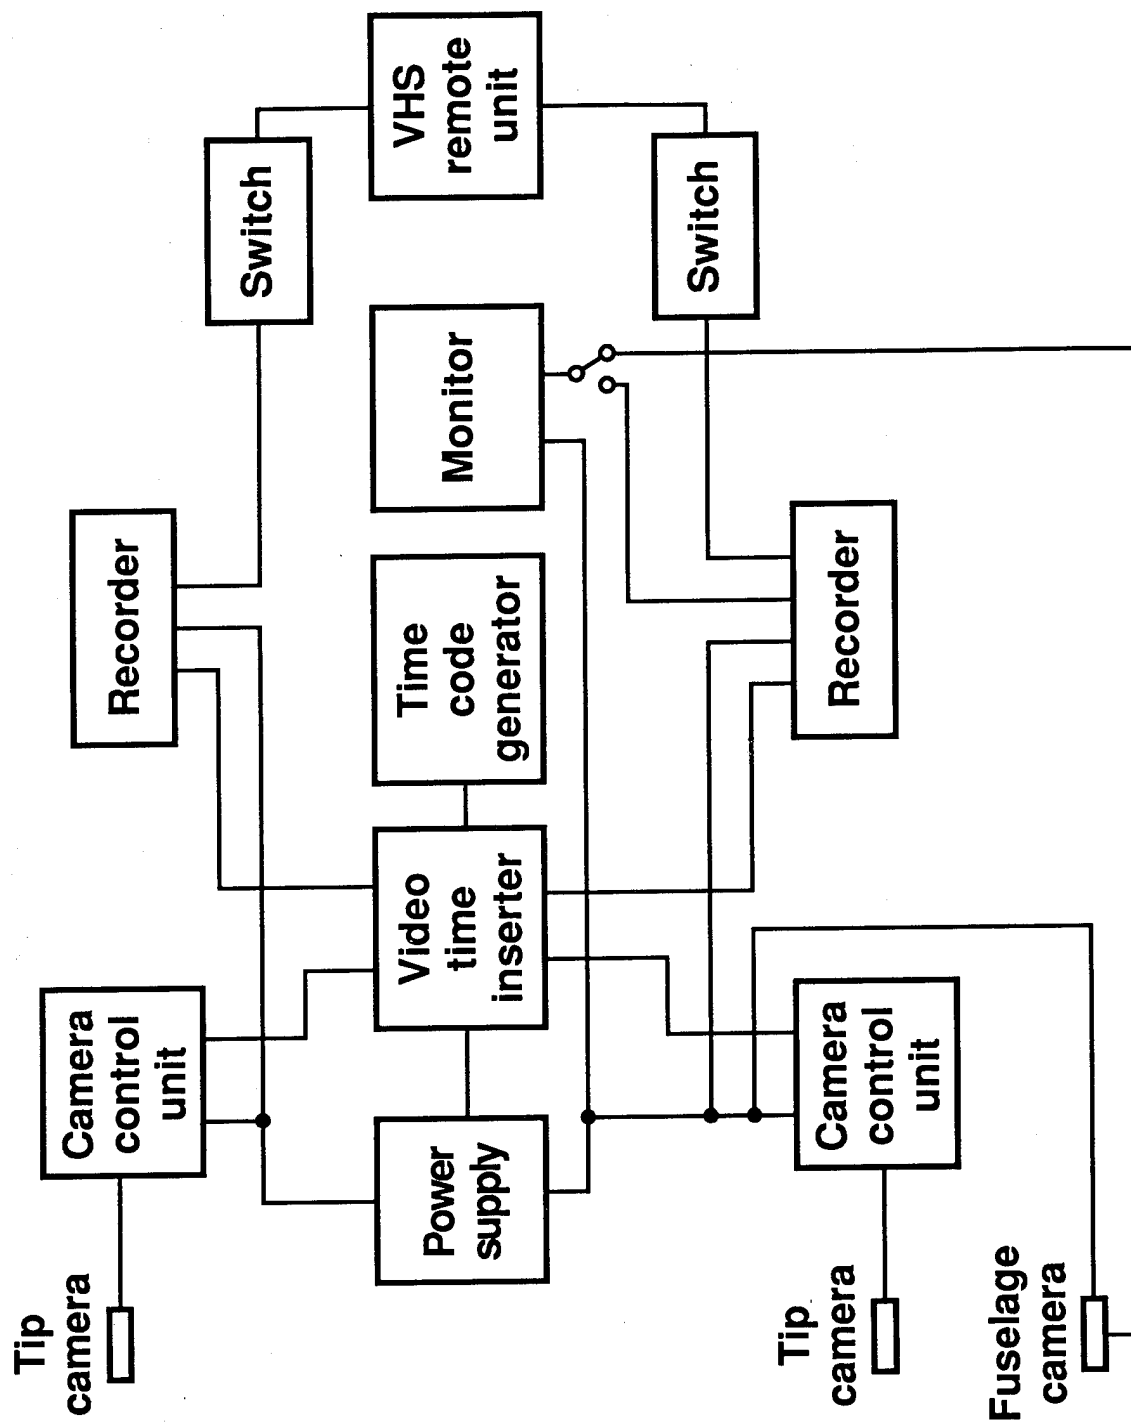 Tip
camera
Camera
control
unit
Recorder
Switch
Power
supply
Video
time
inserter
Time
code
generator
Monitor
VHS
remote
unit
Tip
camera
Camera
control
unit
Recorder
Switch
Fuselage
camera